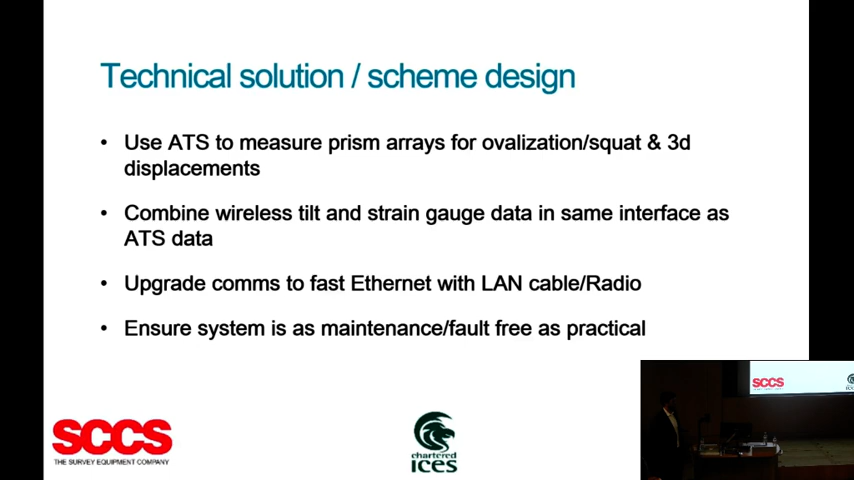 Technical solution / scheme design
• Use ATS to measure prism arrays for ovalization/squat & 3d
displacements
• Combine wireless tilt and strain gauge data in same interface as
ATS data
• Upgrade comms to fast Ethernet with LAN cable/Radio
• Ensure system is as maintenance/fault free as practical
SCCS
THE SURVEY EQUIPMENT COMPANY
chartered
ices
SCCS